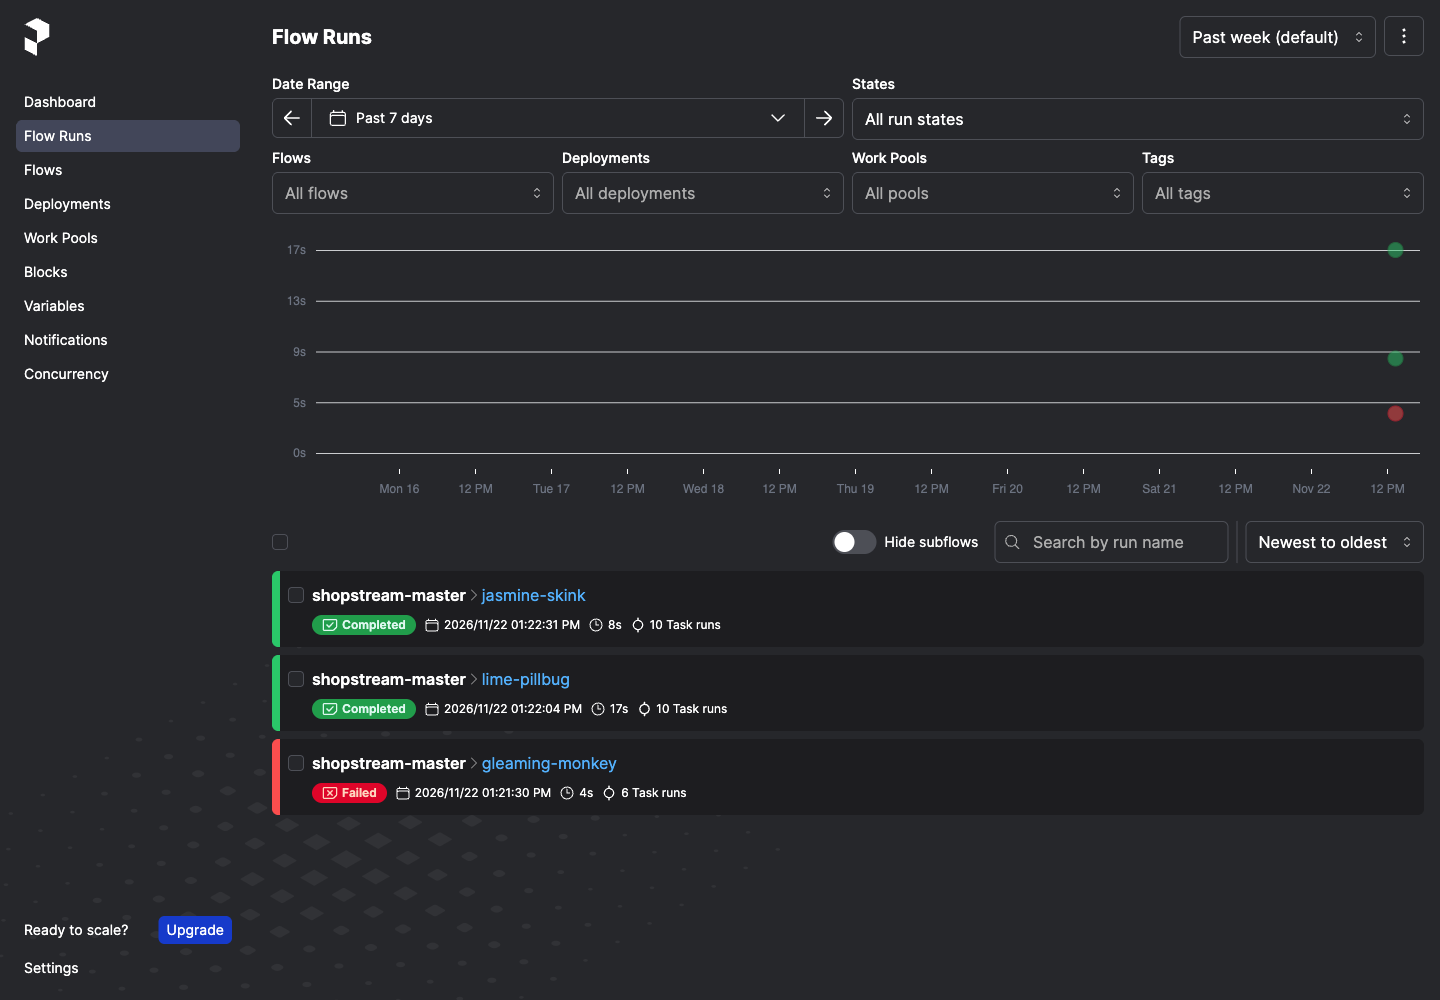 Flow Runs
Past week (default)
Dashboard
Flow Runs
Flows
Deployments
Work Pools
Blocks
Variables
Notifications
Concurrency
Date Range
States
Past 7 days
All run states
Flows
Deployments
Work Pools
Tags
All flows
All deployments
All pools
All tags
17s
13s
9s
5s
0s
Mon 16
12 PM
Tue 17
12 PM
Wed 18
12 PM
Thu 19
12 PM
Fri 20
12 PM
Sat 21
12 PM
Nov 22
12 PM
Hide subflows
Search by run name
Newest to oldest
shopstream-master jasmine-skink
Completed 2026/11/22 01:22:31 PM 8s 10 Task runs
shopstream-master lime-pillbug
Completed 2026/11/22 01:22:04 PM 17s 10 Task runs
shopstream-master gleaming-monkey
Failed 2026/11/22 01:21:30 PM 4s 6 Task runs
Ready to scale? Upgrade
Settings